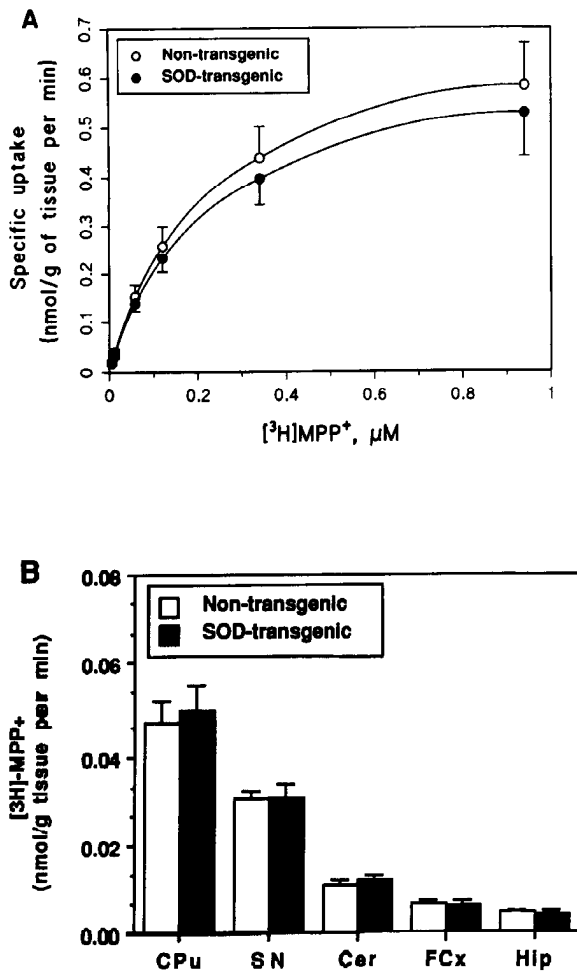 A
Non-transgenic
SOD-transgenic
Specific uptake
(nmol/g of tissue per min)
0.7
0.6
0.5
0.4
0.3
0.2
0.1
0
0
0.2
0.4
0.6
0.8
1
[³H]MPP⁺, µM
B
Non-transgenic
SOD-transgenic
[3H]-MPP+
(nmol/g tissue per min)
0.08
0.06
0.04
0.02
0.00
CPu
SN
Cer
FCx
Hip